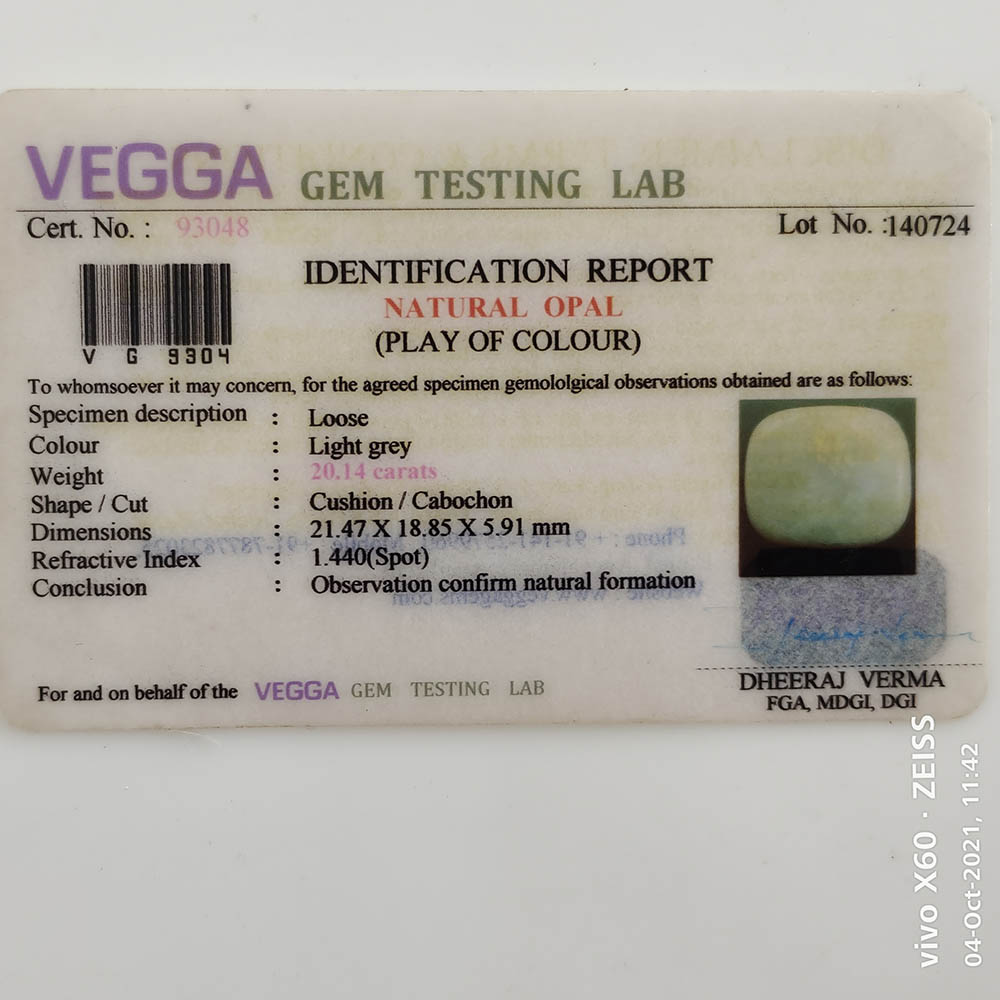 VEGGA GEM TESTING LAB
Cert. No. : 93048
Lot No. :140724
IDENTIFICATION REPORT
NATURAL OPAL
(PLAY OF COLOUR)
V G 9304
To whomsoever it may concern, for the agreed specimen gemololgical observations obtained are as follows:
Specimen description : Loose
Colour : Light grey
Weight : 20.14 carats
Shape / Cut : Cushion / Cabochon
Dimensions : 21.47 X 18.85 X 5.91 mm
Refractive Index : 1.440(Spot)
Conclusion : Observation confirm natural formation
For and on behalf of the VEGGA GEM TESTING LAB
DHEERAJ VERMA
FGA, MDGI, DGI
vivo X60 · ZEISS
04-Oct-2021, 11:42